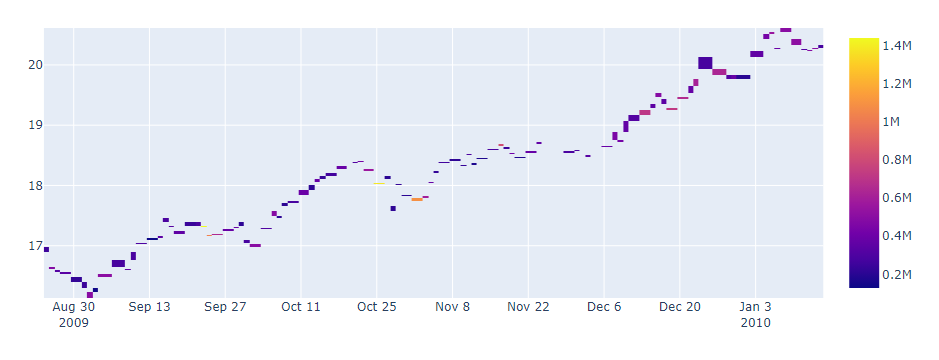 20
19
18
17
Aug 30
2009
Sep 13
Sep 27
Oct 11
Oct 25
Nov 8
Nov 22
Dec 6
Dec 20
Jan 3
2010
1.4M
1.2M
1M
0.8M
0.6M
0.4M
0.2M